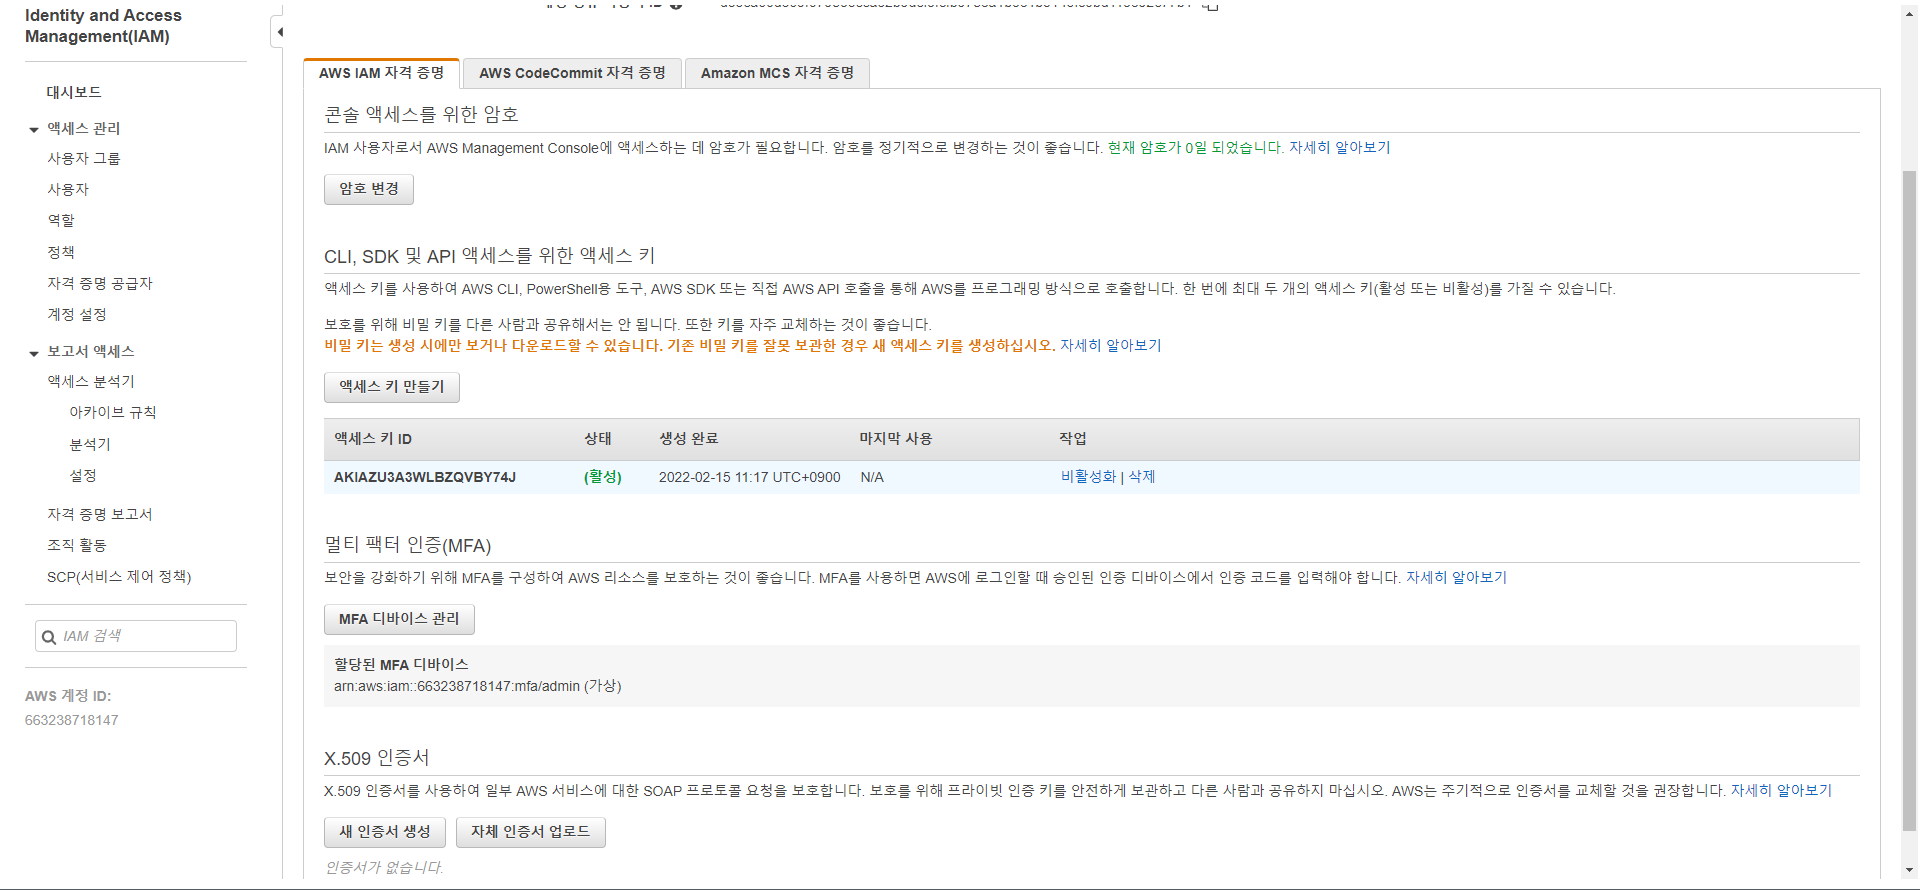 Identity and Access
Management(IAM)
대시보드
액세스 관리
사용자 그룹
사용자
역할
정책
자격 증명 공급자
계정 설정
보고서 액세스
액세스 분석기
아카이브 규칙
분석기
설정
자격 증명 보고서
조직 활동
SCP(서비스 제어 정책)
IAM 검색
AWS 계정 ID:
663238718147
AWS IAM 자격 증명
AWS CodeCommit 자격 증명
Amazon MCS 자격 증명
콘솔 액세스를 위한 암호
IAM 사용자로서 AWS Management Console에 액세스하는 데 암호가 필요합니다. 암호를 정기적으로 변경하는 것이 좋습니다. 현재 암호가 0일 되었습니다. 자세히 알아보기
암호 변경
CLI, SDK 및 API 액세스를 위한 액세스 키
액세스 키를 사용하여 AWS CLI, PowerShell용 도구, AWS SDK 또는 직접 AWS API 호출을 통해 AWS를 프로그래밍 방식으로 호출합니다. 한 번에 최대 두 개의 액세스 키(활성 또는 비활성)를 가질 수 있습니다.
보호를 위해 비밀 키를 다른 사람과 공유해서는 안 됩니다. 또한 키를 자주 교체하는 것이 좋습니다.
비밀 키는 생성 시에만 보거나 다운로드할 수 있습니다. 기존 비밀 키를 잘못 보관한 경우 새 액세스 키를 생성하십시오. 자세히 알아보기
액세스 키 만들기
액세스 키 ID 상태 생성 완료 마지막 사용 작업
AKIAZU3A3WLBZQVBY74J (활성) 2022-02-15 11:17 UTC+0900 N/A 비활성화 | 삭제
멀티 팩터 인증(MFA)
보안을 강화하기 위해 MFA를 구성하여 AWS 리소스를 보호하는 것이 좋습니다. MFA를 사용하면 AWS에 로그인할 때 승인된 인증 디바이스에서 인증 코드를 입력해야 합니다. 자세히 알아보기
MFA 디바이스 관리
할당된 MFA 디바이스
arn:aws:iam::663238718147:mfa/admin (가상)
X.509 인증서
X.509 인증서를 사용하여 일부 AWS 서비스에 대한 SOAP 프로토콜 요청을 보호합니다. 보호를 위해 프라이빗 인증 키를 안전하게 보관하고 다른 사람과 공유하지 마십시오. AWS는 주기적으로 인증서를 교체할 것을 권장합니다. 자세히 알아보기
새 인증서 생성
자체 인증서 업로드
인증서가 없습니다.